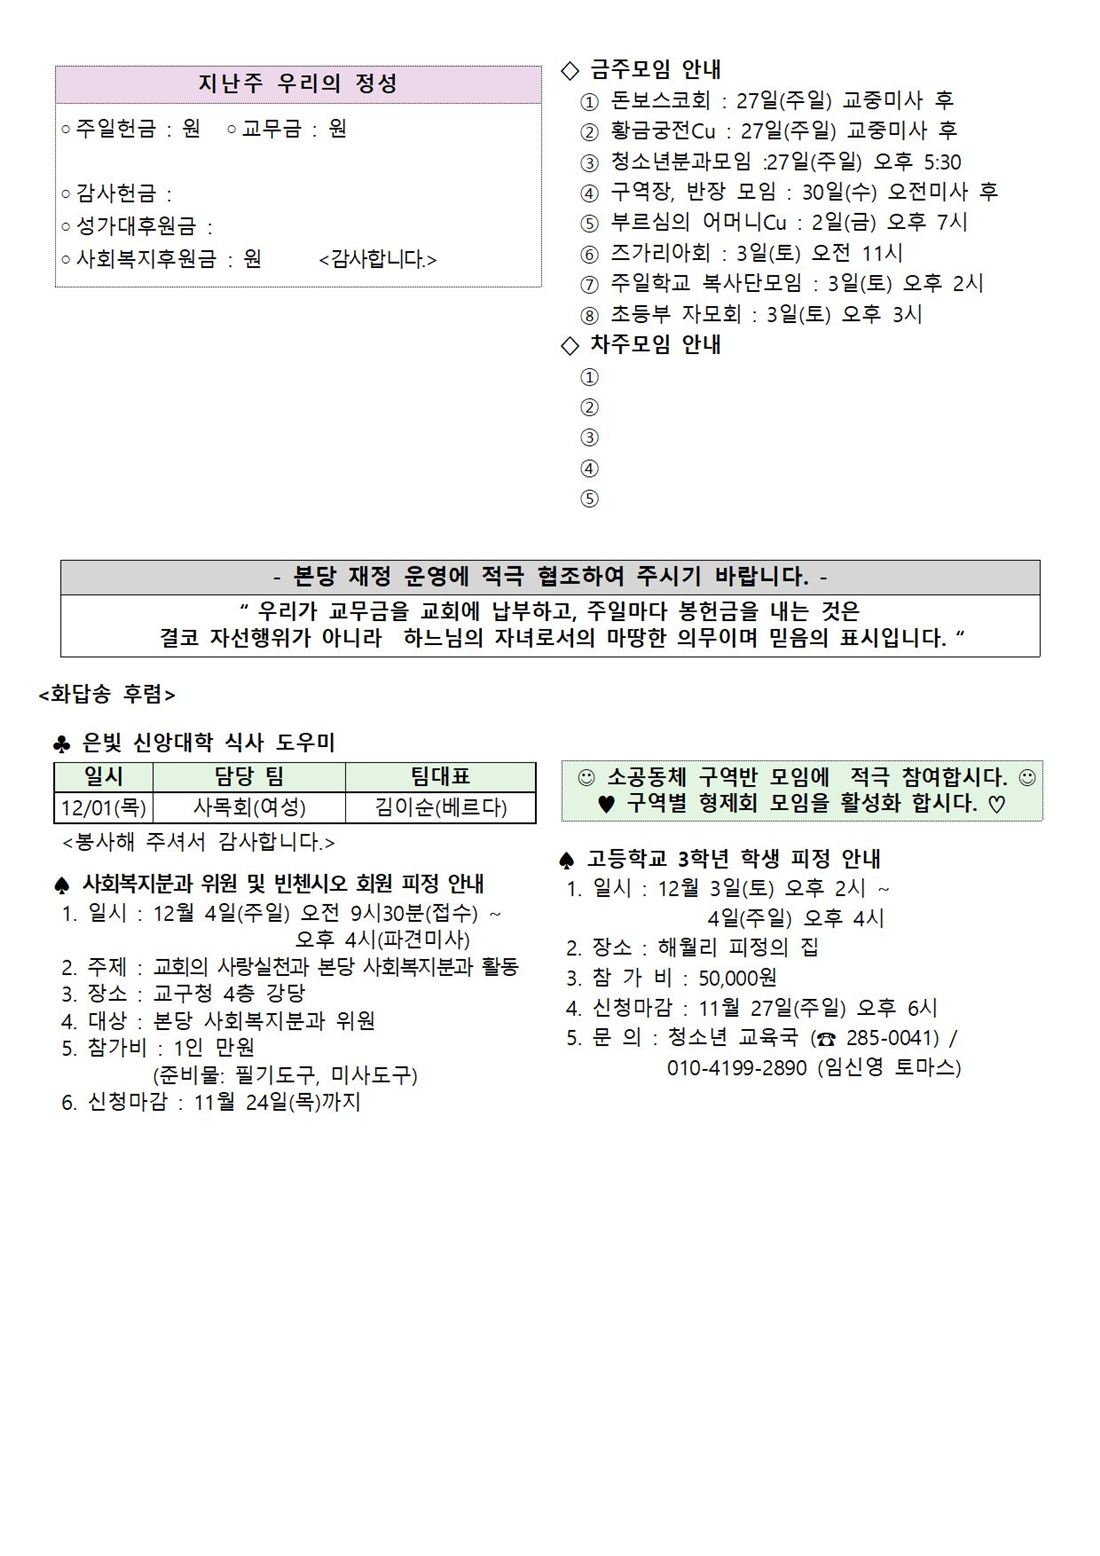 지난주 우리의 정성
○ 주일헌금 : 원 ○ 교무금 : 원
○ 감사헌금 :
○ 성가대후원금 :
○ 사회복지후원금 : 원 <감사합니다.>
◇ 금주모임 안내
① 돈보스코회 : 27일(주일) 교중미사 후
② 황금궁전Cu : 27일(주일) 교중미사 후
③ 청소년분과모임 :27일(주일) 오후 5:30
④ 구역장, 반장 모임 : 30일(수) 오전미사 후
⑤ 부르심의 어머니Cu : 2일(금) 오후 7시
⑥ 즈가리아회 : 3일(토) 오전 11시
⑦ 주일학교 복사단모임 : 3일(토) 오후 2시
⑧ 초등부 자모회 : 3일(토) 오후 3시
◇ 차주모임 안내
①
②
③
④
⑤
- 본당 재정 운영에 적극 협조하여 주시기 바랍니다. -
“ 우리가 교무금을 교회에 납부하고, 주일마다 봉헌금을 내는 것은
결코 자선행위가 아니라 하느님의 자녀로서의 마땅한 의무이며 믿음의 표시입니다. “
<화답송 후렴>
♣ 은빛 신앙대학 식사 도우미
일시 담당 팀 팀대표
12/01(목) 사목회(여성) 김이순(베르다)
<봉사해 주셔서 감사합니다.>
♠ 사회복지분과 위원 및 빈첸시오 회원 피정 안내
1. 일시 : 12월 4일(주일) 오전 9시30분(접수) ~
오후 4시(파견미사)
2. 주제 : 교회의 사랑실천과 본당 사회복지분과 활동
3. 장소 : 교구청 4층 강당
4. 대상 : 본당 사회복지분과 위원
5. 참가비 : 1인 만원
(준비물: 필기도구, 미사도구)
6. 신청마감 : 11월 24일(목)까지
☺ 소공동체 구역반 모임에 적극 참여합시다. ☺
♥ 구역별 형제회 모임을 활성화 합시다. ♡
♠ 고등학교 3학년 학생 피정 안내
1. 일시 : 12월 3일(토) 오후 2시 ~
4일(주일) 오후 4시
2. 장소 : 해월리 피정의 집
3. 참 가 비 : 50,000원
4. 신청마감 : 11월 27일(주일) 오후 6시
5. 문 의 : 청소년 교육국 (☎ 285-0041) /
010-4199-2890 (임신영 토마스)